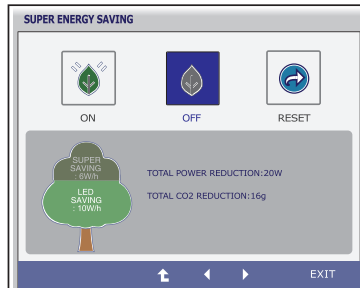 SUPER ENERGY SAVING
ON
OFF
RESET
SUPER
SAVING
: 6W/h
LED
SAVING
: 10W/h
TOTAL POWER REDUCTION:20W
TOTAL CO2 REDUCTION:16g
EXIT